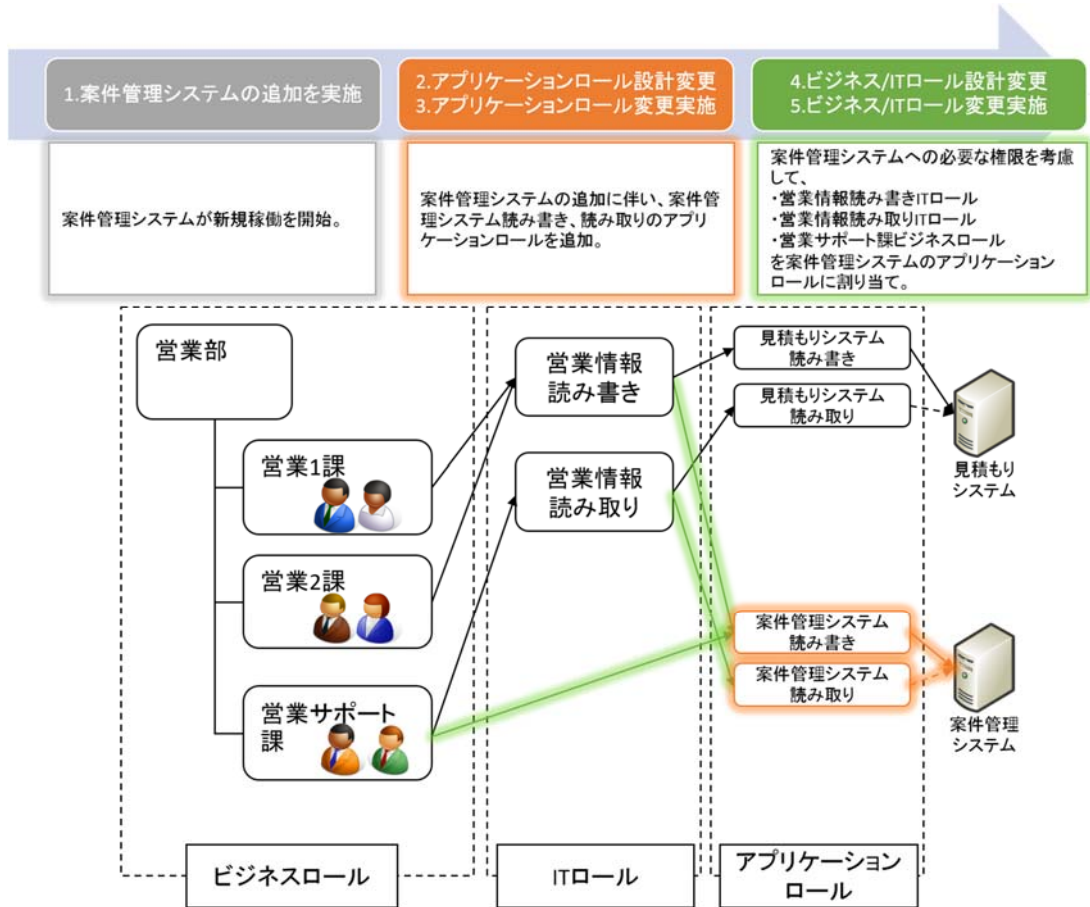 1.案件管理システムの追加を実施
2.アプリケーションロール設計変更
3.アプリケーションロール変更実施
4.ビジネス/ITロール設計変更
5.ビジネス/ITロール変更実施
案件管理システムが新規稼働を開始。
案件管理システムの追加に伴い、案件
管理システム読み書き、読み取りのアプリ
ケーションロールを追加。
案件管理システムへの必要な権限を考慮
して、
・営業情報読み書きITロール
・営業情報読み取りITロール
・営業サポート課ビジネスロール
を案件管理システムのアプリケーション
ロールに割り当て。
営業部
営業1課
営業2課
営業サポート
課
営業情報
読み書き
営業情報
読み取り
見積もりシステム
読み書き
見積もりシステム
読み取り
見積もり
システム
案件管理システム
読み書き
案件管理システム
読み取り
案件管理
システム
ビジネスロール
ITロール
アプリケーション
ロール